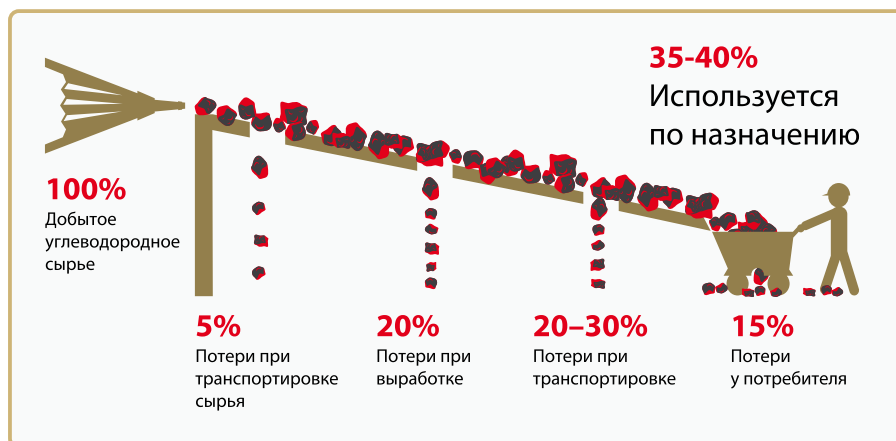 35-40%
Используется
по назначению
100%
Добытое
углеводородное
сырье
5%
Потери при
транспортировке
сырья
20%
Потери при
выработке
20–30%
Потери при
транспортировке
15%
Потери
у потребителя